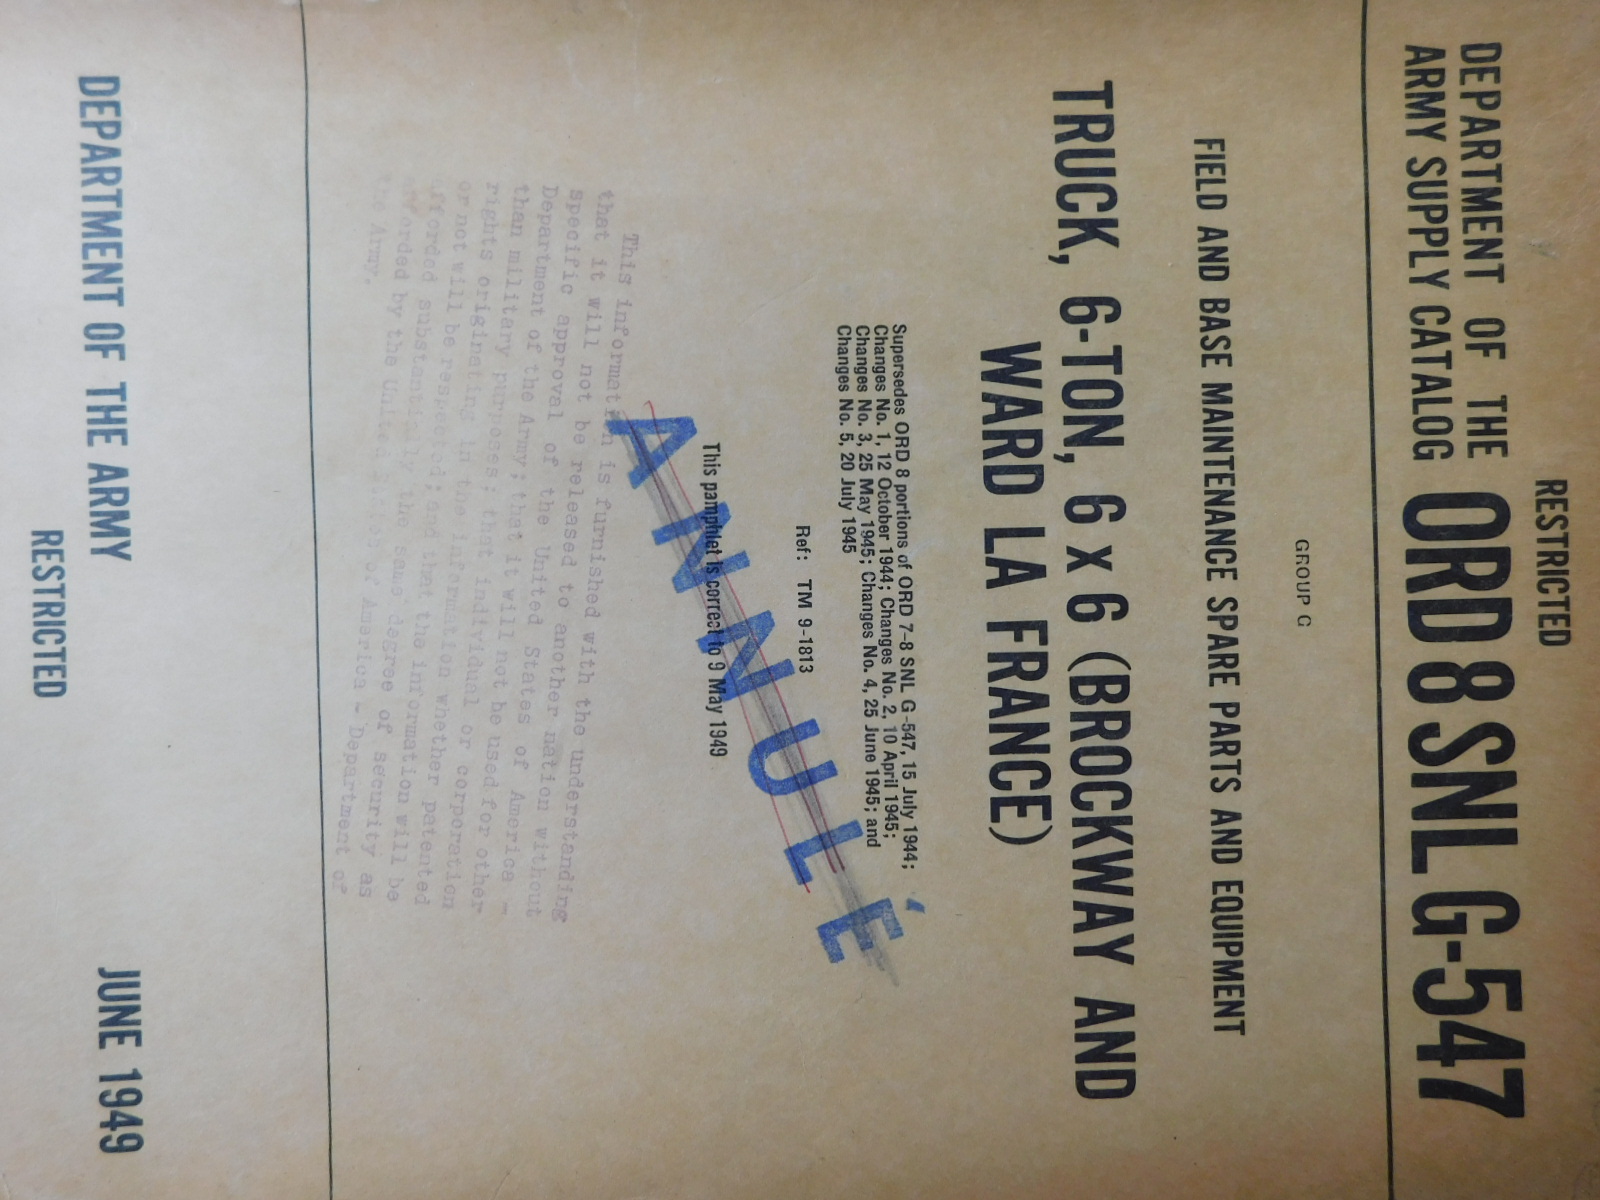 RESTRICTED
DEPARTMENT OF THE
ARMY SUPPLY CATALOG
ORD 8 SNL G-547
GROUP G
FIELD AND BASE MAINTENANCE SPARE PARTS AND EQUIPMENT
TRUCK, 6-TON, 6 x 6 (BROCKWAY AND
WARD LA FRANCE)
Supersedes ORD 8 portions of ORD 7-8 SNL G-547, 15 July 1944;
Changes No. 1, 12 October 1944; Changes No. 2, 10 April 1945;
Changes No. 3, 25 May 1945; Changes No. 4, 25 June 1945; and
Changes No. 5, 20 July 1945
Ref: TM 9-1813
This pamphlet is correct to 9 May 1949
ANNULÉ
This information is furnished with the understanding
that it will not be released to another nation without
specific approval of the United States of America -
Department of the Army; that it will not be used for other
than military purposes; that individual or corporation
rights originating in the information whether patented
or not will be respected; and that the information will be
afforded substantially the same degree of security as
afforded by the United States of America - Department of
the Army.
DEPARTMENT OF THE ARMY
JUNE 1949
RESTRICTED